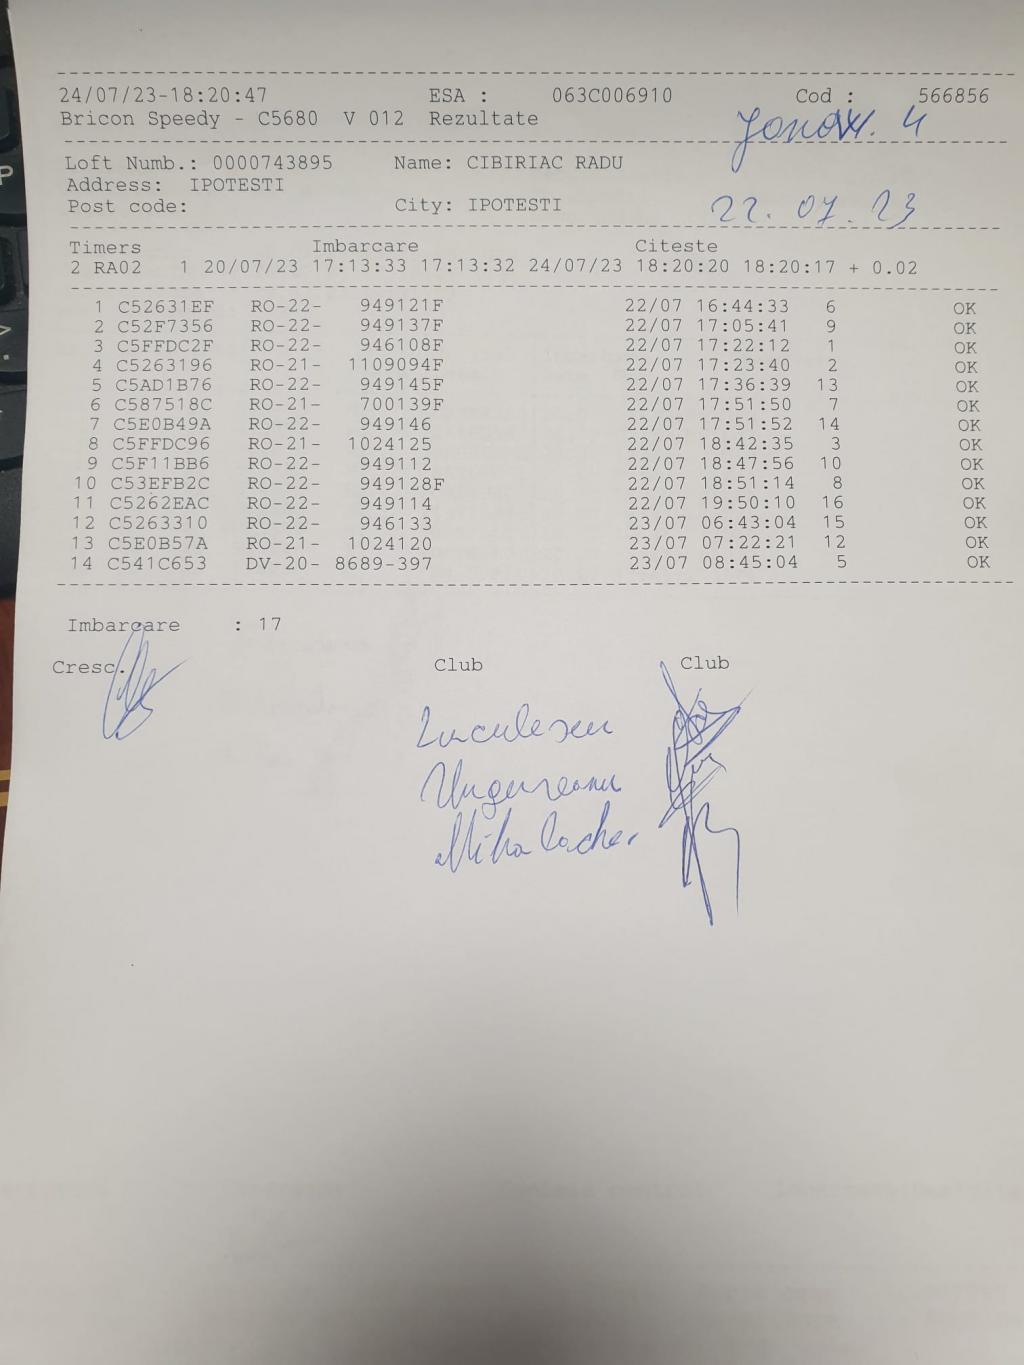 24/07/23-18:20:47 ESA : 063C006910 Cod : 566856
Bricon Speedy - C5680 V 012 Rezultate
4
Loft Numb.: 0000743895 Name: CIBIRIAC RADU
Address: IPOTESTI
Post code: City: IPOTESTI
22.07.23
Timers Imbarcare Citeste
2 RA02 1 20/07/23 17:13:33 17:13:32 24/07/23 18:20:20 18:20:17 + 0.02
1 C52631EF RO-22- 949121F 22/07 16:44:33 6 OK
2 C52F7356 RO-22- 949137F 22/07 17:05:41 9 OK
3 C5FFDC2F RO-22- 946108F 22/07 17:22:12 1 OK
4 C5263196 RO-21- 1109094F 22/07 17:23:40 2 OK
5 C5AD1B76 RO-22- 949145F 22/07 17:36:39 13 OK
6 C587518C RO-21- 700139F 22/07 17:51:50 7 OK
7 C5E0B49A RO-22- 949146 22/07 17:51:52 14 OK
8 C5FFDC96 RO-21- 1024125 22/07 18:42:35 3 OK
9 C5F11BB6 RO-22- 949112 22/07 18:47:56 10 OK
10 C53EFB2C RO-22- 949128F 22/07 18:51:14 8 OK
11 C5262EAC RO-22- 949114 22/07 19:50:10 16 OK
12 C5263310 RO-22- 946133 23/07 06:43:04 15 OK
13 C5E0B57A RO-21- 1024120 23/07 07:22:21 12 OK
14 C541C653 DV-20- 8689-397 23/07 08:45:04 5 OK
Imbarcare : 17
Cresc. Club Club
Ungureanu